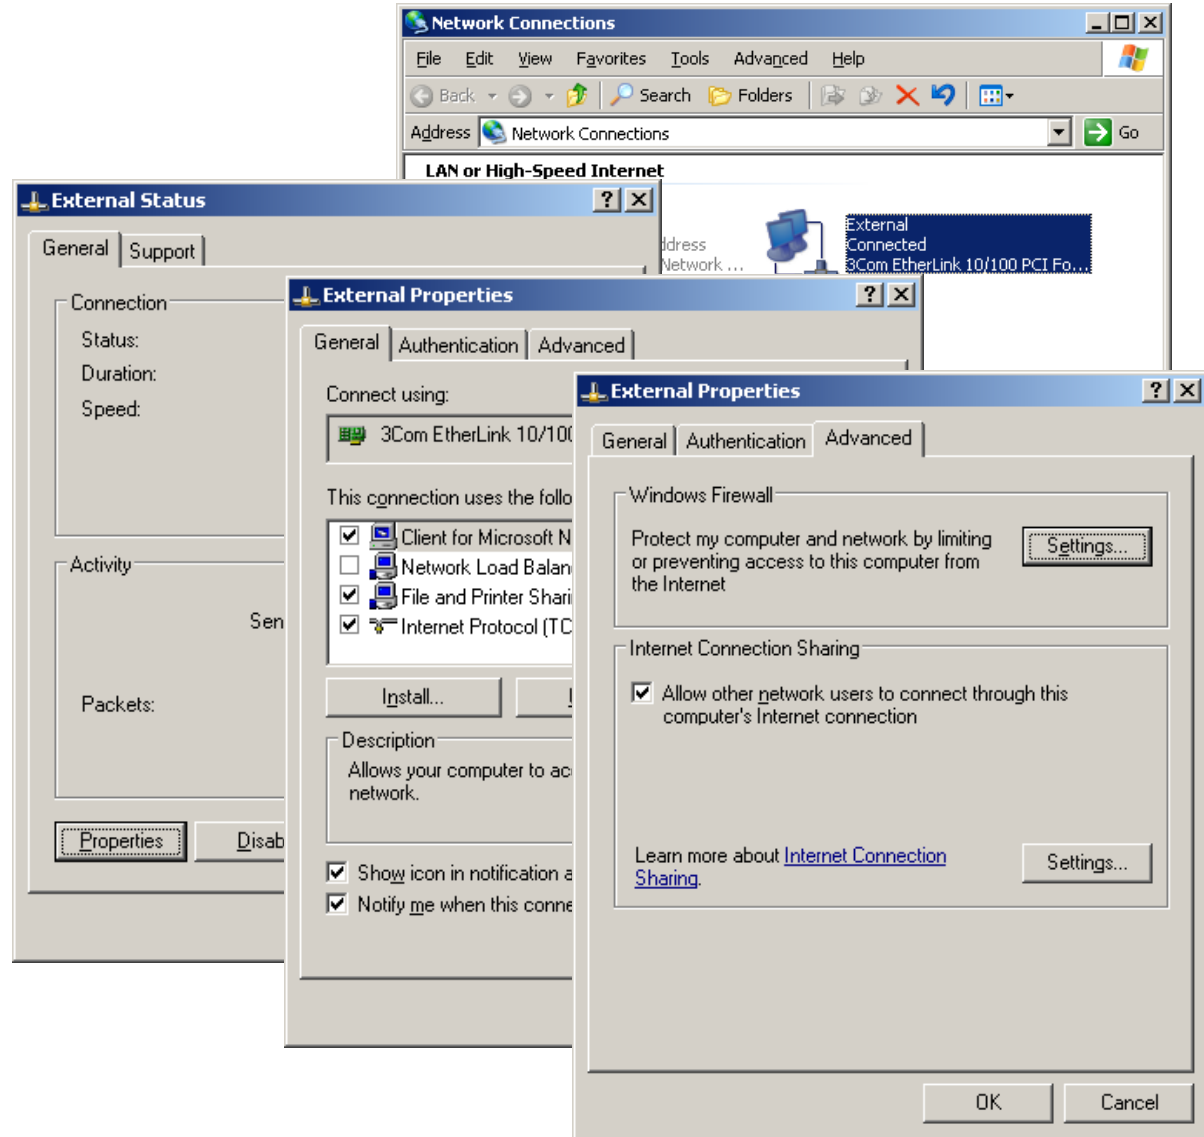 Network Connections
File Edit View Favorites Tools Advanced Help
Back Search Folders
Address Network Connections Go
LAN or High-Speed Internet
External
Connected
3Com EtherLink 10/100 PCI Fo...
Network ...
External Status
General Support
Connection
Status:
Duration:
Speed:
Activity
Packets:
Properties
External Properties
General Authentication Advanced
Connect using:
3Com EtherLink 10/100
This connection uses the follo
Client for Microsoft N
Network Load Balan
File and Printer Shari
Internet Protocol (TC
Install...
Description
Allows your computer to ac
network.
Show icon in notification a
Notify me when this conne
External Properties
General Authentication Advanced
Windows Firewall
Protect my computer and network by limiting
or preventing access to this computer from
the Internet
Settings...
Internet Connection Sharing
Allow other network users to connect through this
computer's Internet connection
Learn more about Internet Connection
Sharing.
Settings...
OK Cancel